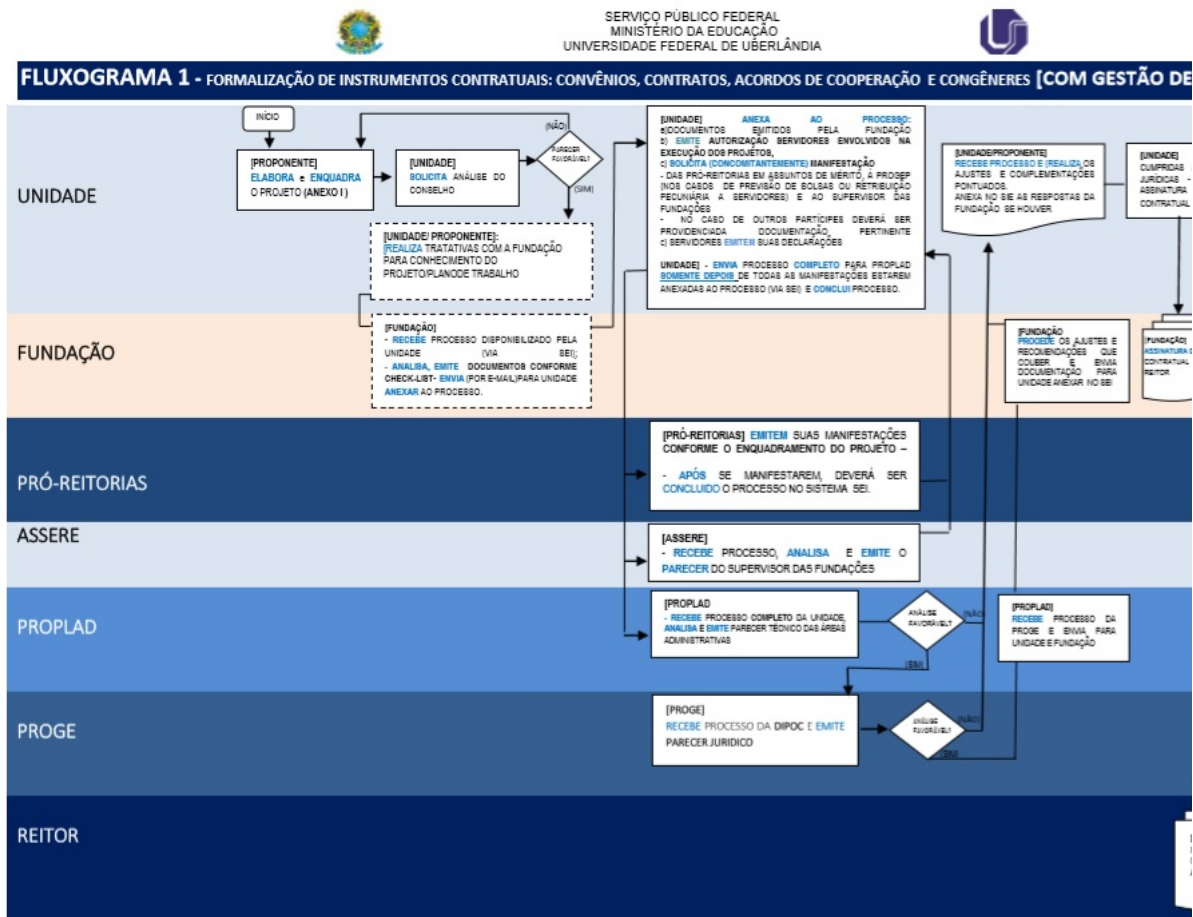 SERVIÇO PÚBLICO FEDERAL
MINISTÉRIO DA EDUCAÇÃO
UNIVERSIDADE FEDERAL DE UBERLÂNDIA
FLUXOGRAMA 1 - FORMALIZAÇÃO DE INSTRUMENTOS CONTRATUAIS: CONVÊNIOS, CONTRATOS, ACORDOS DE COOPERAÇÃO E CONGÊNERES [COM GESTÃO DE
UNIDADE
INÍCIO
[PROPONENTE]
ELABORA e ENQUADRA
O PROJETO (ANEXO I)
[UNIDADE]
SOLICITA ANÁLISE DO
CONSELHO
(NÃO)
PARECER
FAVORÁVEL?
(SIM)
[UNIDADE/ PROPONENTE]:
[REALIZA TRATATIVAS COM A FUNDAÇÃO
PARA CONHECIMENTO DO
PROJETO/PLANODE TRABALHO
[UNIDADE] ANEXA AO PROCESSO:
a)DOCUMENTOS EMITIDOS PELA FUNDAÇÃO
b) EMITE AUTORIZAÇÃO SERVIDORES ENVOLVIDOS NA
EXECUÇÃO DOS PROJETOS,
c) SOLICITA (CONCOMITANTEMENTE) MANIFESTAÇÃO
- DAS PRÓ-REITORIAS EM ASSUNTOS DE MÉRITO, À PROGEP
(NOS CASOS DE PREVISÃO DE BOLSAS OU RETRIBUIÇÃO
PECUNIÁRIA A SERVIDORES) E AO SUPERVISOR DAS
FUNDAÇÕES
- NO CASO DE OUTROS PARTÍCIPES DEVERÁ SER
PROVIDENCIADA DOCUMENTAÇÃO PERTINENTE
c) SERVIDORES EMITEM SUAS DECLARAÇÕES
UNIDADE] - ENVIA PROCESSO COMPLETO PARA PROPLAD
SOMENTE DEPOIS DE TODAS AS MANIFESTAÇÕES ESTAREM
ANEXADAS AO PROCESSO (VIA SEI) E CONCLUI PROCESSO.
[UNIDADE/PROPONENTE]
RECEBE PROCESSO E (REALIZA OS
AJUSTES E COMPLEMENTAÇÕES
PONTUADOS.
ANEXA NO SIE AS RESPOSTAS DA
FUNDAÇÃO SE HOUVER
[UNIDADE]
CUMPRIDAS
JURÍDICAS -
ASSINATURA
CONTRATUAL
FUNDAÇÃO
[FUNDAÇÃO]
- RECEBE PROCESSO DISPONIBILIZADO PELA
UNIDADE (VIA SEI);
- ANALISA, EMITE DOCUMENTOS CONFORME
CHECK-LIST- ENVIA (POR E-MAIL)PARA UNIDADE
ANEXAR AO PROCESSO.
[FUNDAÇÃO
PROCEDE OS AJUSTES E
RECOMENDAÇÕES QUE
COUBER E ENVIA
DOCUMENTAÇÃO PARA
UNIDADE ANEXAR NO SEI
[FUNDAÇÃO]
ASSINATURA D
CONTRATUAL
REITOR
PRÓ-REITORIAS
[PRÓ-REITORIAS] EMITEM SUAS MANIFESTAÇÕES
CONFORME O ENQUADRAMENTO DO PROJETO –
- APÓS SE MANIFESTAREM, DEVERÁ SER
CONCLUIDO O PROCESSO NO SISTEMA SEI.
ASSERE
[ASSERE]
- RECEBE PROCESSO, ANALISA E EMITE O
PARECER DO SUPERVISOR DAS FUNDAÇÕES
PROPLAD
[PROPLAD
- RECEBE PROCESSO COMPLETO DA UNIDADE,
ANALISA E EMITE PARECER TÉCNICO DAS ÁREAS
ADMINISTRATIVAS
ANÁLISE
FAVORÁVEL?
(NÃO)
(SIM)
[PROPLAD]
RECEBE PROCESSO DA
PROGE E ENVIA PARA
UNIDADE E FUNDAÇÃO
PROGE
[PROGE]
RECEBE PROCESSO DA DIPOC E EMITE
PARECER JURIDICO
ANÁLISE
FAVORÁVEL?
(NÃO)
(SIM)
REITOR